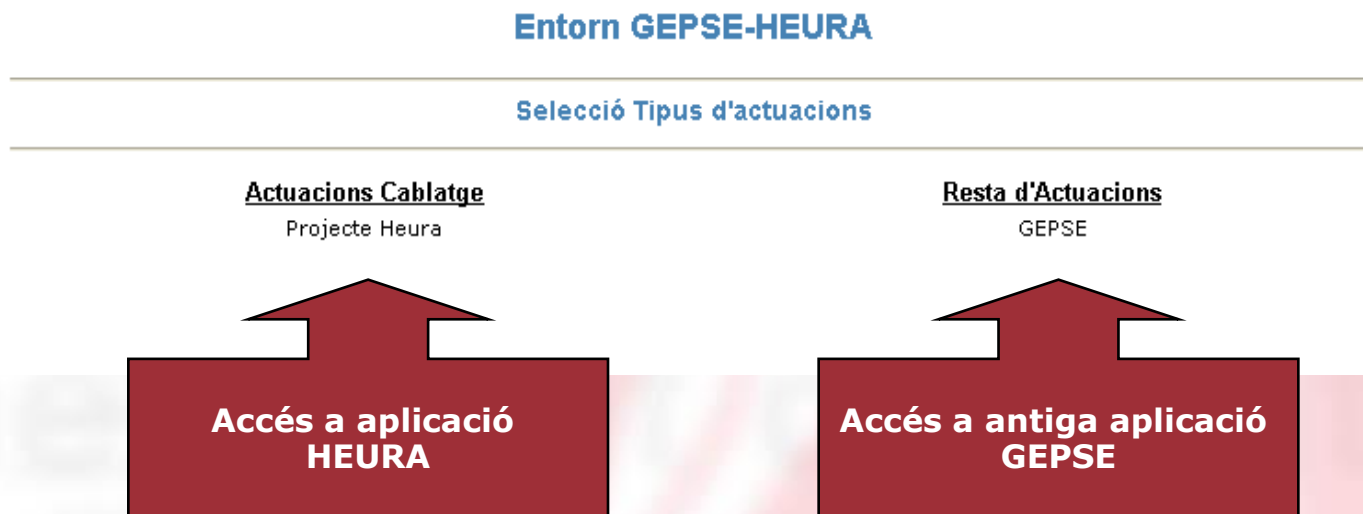 Entorn GEPSE-HEURA
Selecció Tipus d'actuacions
Actuacions Cablatge
Projecte Heura
Resta d'Actuacions
GEPSE
Accés a aplicació
HEURA
Accés a antiga aplicació
GEPSE